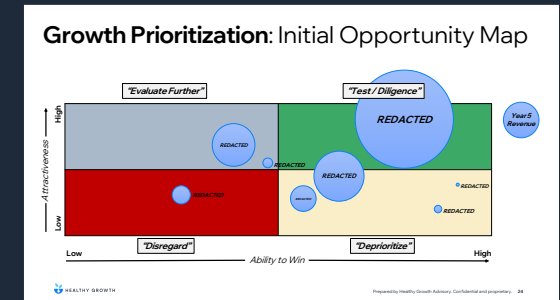 Growth Prioritization: Initial Opportunity Map
"Evaluate Further"
"Test / Diligence"
High
Attractiveness
Low
REDACTED
REDACTED
REDACTED
REDACTED
REDACTED
REDACTED
REDACTED
REDACTED
Year 5
Revenue
"Disregard"
"Deprioritize"
Low
Ability to Win
High
HEALTHY GROWTH
Prepared by Healthy Growth Advisory. Confidential and proprietary. 24